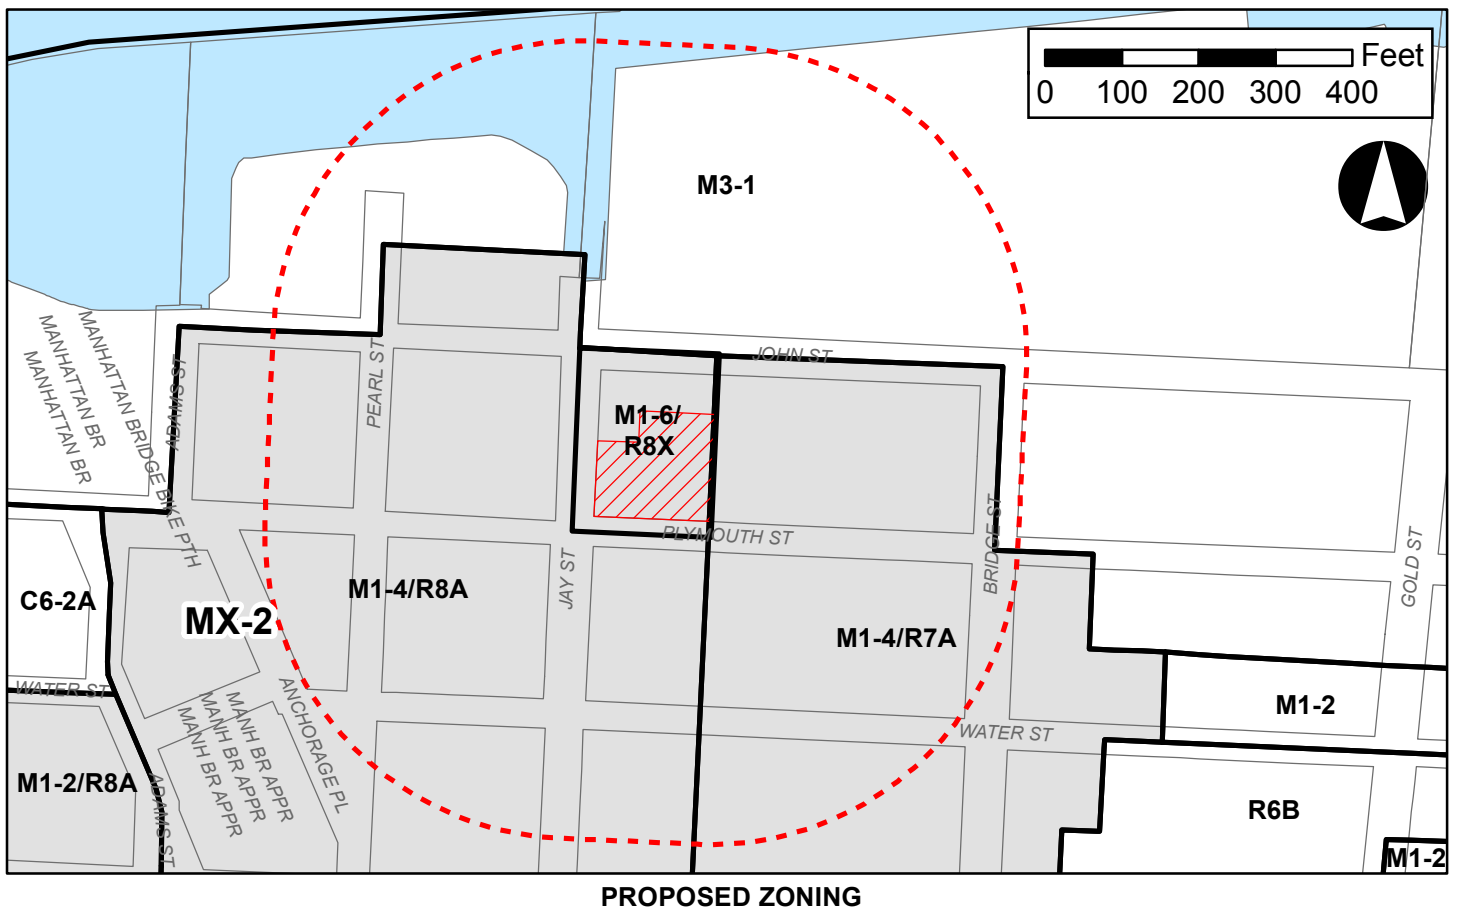 Feet
0 100 200 300 400
M3-1
MANHATTAN BRIDGE BIKE PTH
MANHATTAN BR
MANHATTAN BR
ADAMS ST
PEARL ST
JOHN ST
M1-6/
R8X
PLYMOUTH ST
BRIDGE ST
GOLD ST
JAY ST
C6-2A
M1-4/R8A
MX-2
M1-4/R7A
WATER ST
ANCHORAGE PL
MANH BR APPR
MANH BR APPR
MANH BR APPR
M1-2
WATER ST
M1-2/R8A
ADAMS ST
R6B
M1-2
PROPOSED ZONING